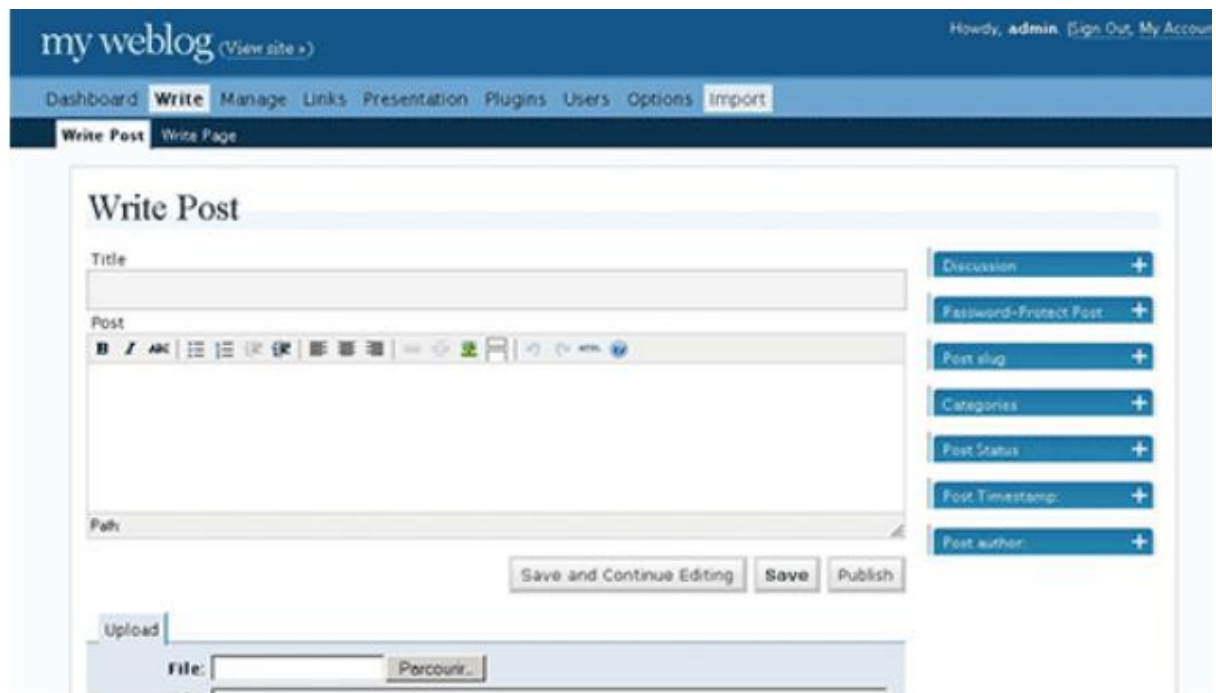 my weblog (View site »)
Howdy, admin. [Sign Out, My Accoun
Dashboard Write Manage Links Presentation Plugins Users Options Import
Write Post Write Page
Write Post
Title
Discussion
Post
Password-Protect Post
B I ABC HTML
Post slug
Categories
Post Status
Post Timestamp:
Path:
Post author:
Save and Continue Editing Save Publish
Upload
File: Parcourir...